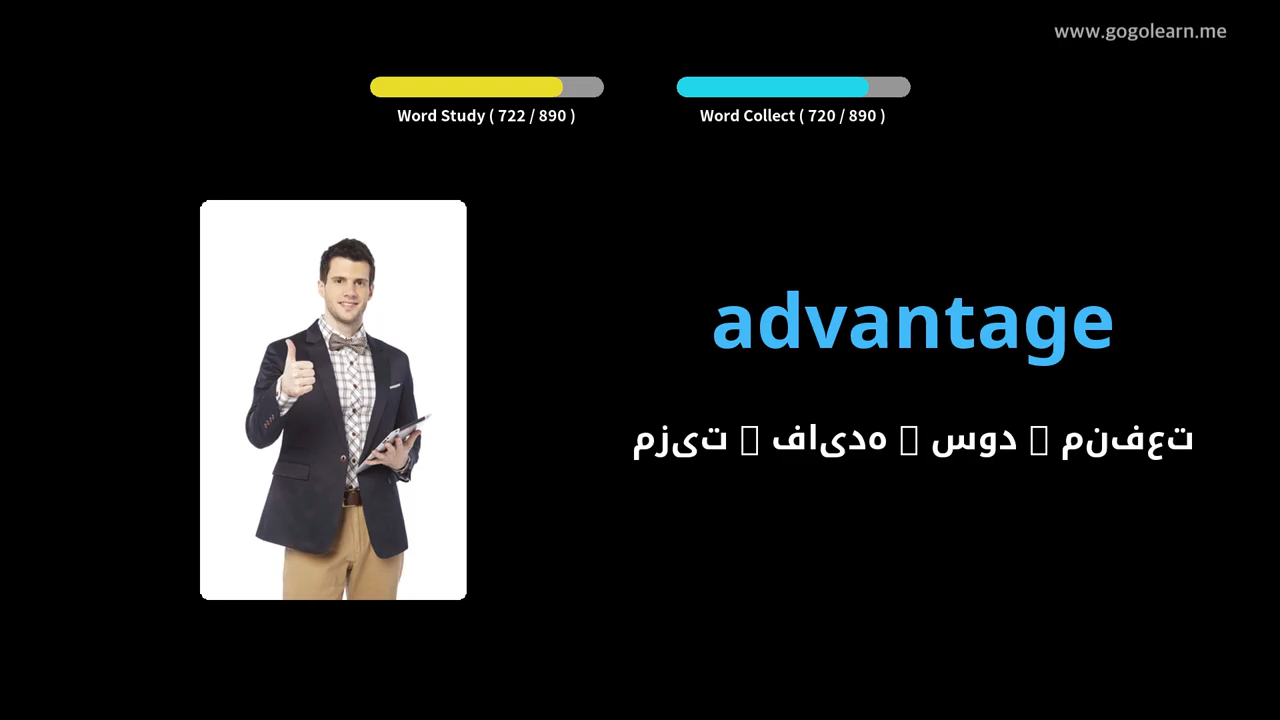 www.gogolearn.me
Word Study ( 722 / 890 )
Word Collect ( 720 / 890 )
advantage
مزیت ▯ فایده ▯ سود ▯ منفعت